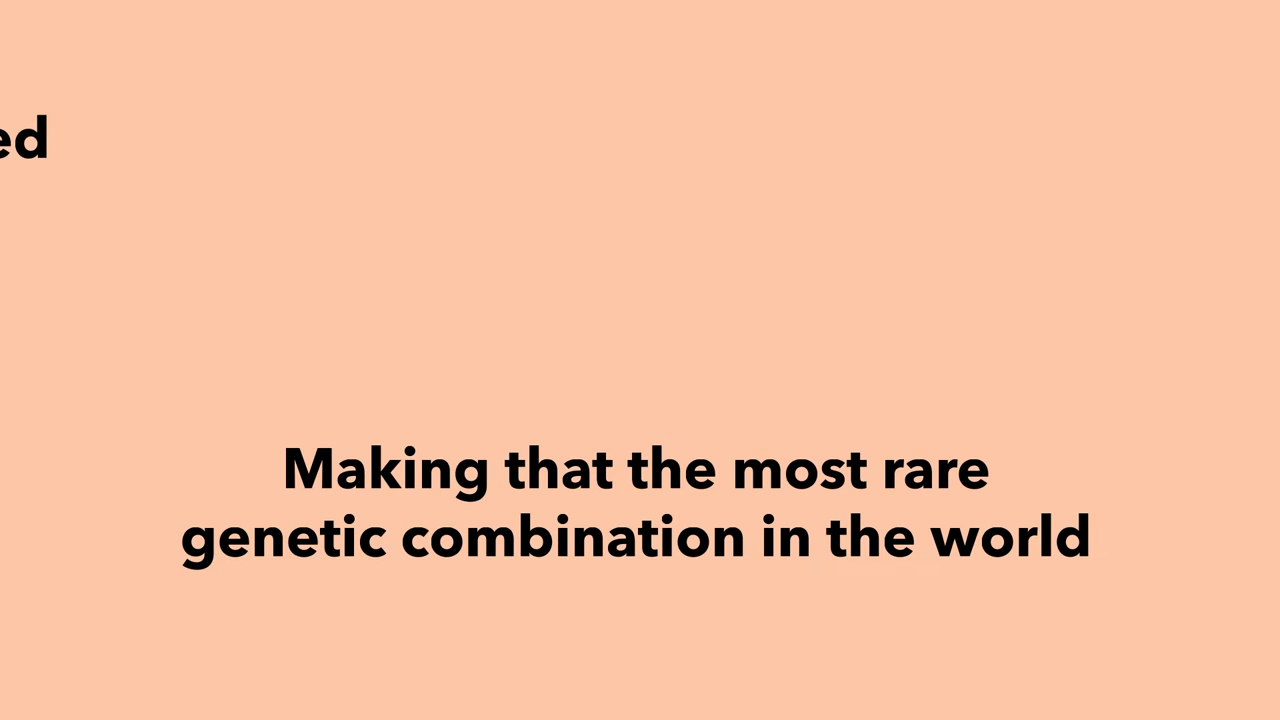 ed
Making that the most rare
genetic combination in the world